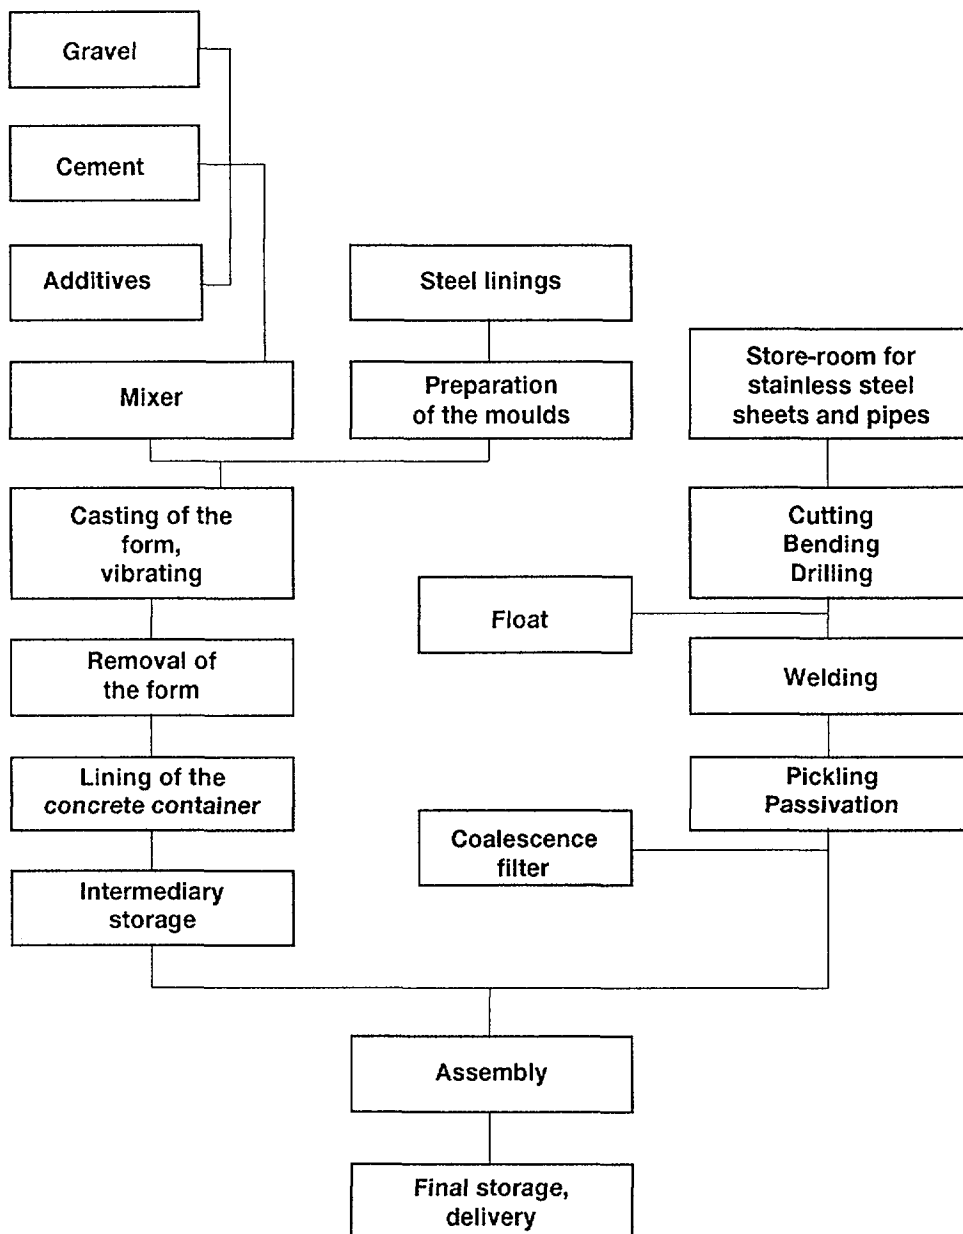 Gravel
Cement
Additives
Steel linings
Store-room for
stainless steel
sheets and pipes
Mixer
Preparation
of the moulds
Casting of the
form,
vibrating
Cutting
Bending
Drilling
Float
Removal of
the form
Welding
Lining of the
concrete container
Pickling
Passivation
Coalescence
filter
Intermediary
storage
Assembly
Final storage,
delivery